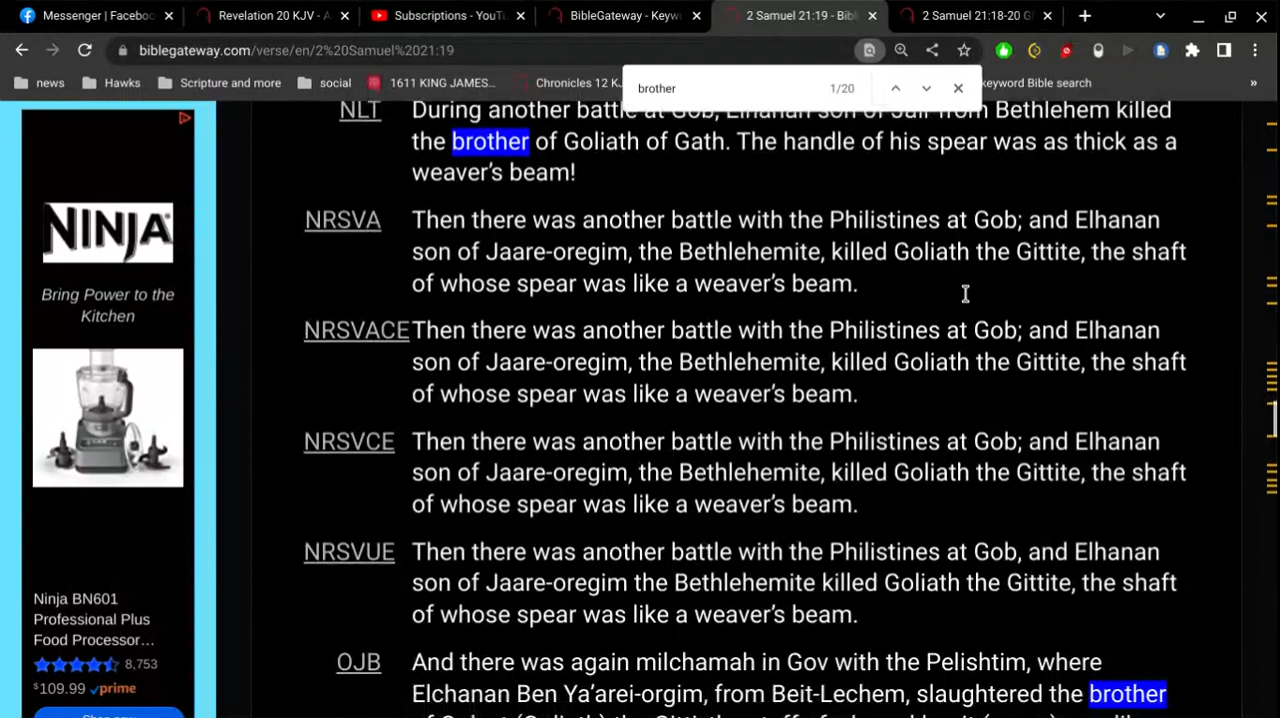 Messenger | Faceboo
Revelation 20 KJV - A
Subscriptions - YouTu
BibleGateway - Keyw
2 Samuel 21:19 - Bibl
2 Samuel 21:18-20 G
biblegateway.com/verse/en/2%20Samuel%2021:19
news
Hawks
Scripture and more
social
1611 KING JAMES...
Chronicles 12 K
keyword Bible search
»
brother
1/20
NLT During another battle at Gob, Elhanan son of Jair from Bethlehem killed
the brother of Goliath of Gath. The handle of his spear was as thick as a
weaver's beam!
NRSVA Then there was another battle with the Philistines at Gob; and Elhanan
son of Jaare-oregim, the Bethlehemite, killed Goliath the Gittite, the shaft
of whose spear was like a weaver's beam.
NRSVACE Then there was another battle with the Philistines at Gob; and Elhanan
son of Jaare-oregim, the Bethlehemite, killed Goliath the Gittite, the shaft
of whose spear was like a weaver's beam.
NRSVCE Then there was another battle with the Philistines at Gob; and Elhanan
son of Jaare-oregim, the Bethlehemite, killed Goliath the Gittite, the shaft
of whose spear was like a weaver's beam.
NRSVUE Then there was another battle with the Philistines at Gob, and Elhanan
son of Jaare-oregim the Bethlehemite killed Goliath the Gittite, the shaft
of whose spear was like a weaver's beam.
OJB And there was again milchamah in Gov with the Pelishtim, where
Elchanan Ben Ya'arei-orgim, from Beit-Lechem, slaughtered the brother
NINJA
Bring Power to the
Kitchen
Ninja BN601
Professional Plus
Food Processor...
8,753
$109.99 prime